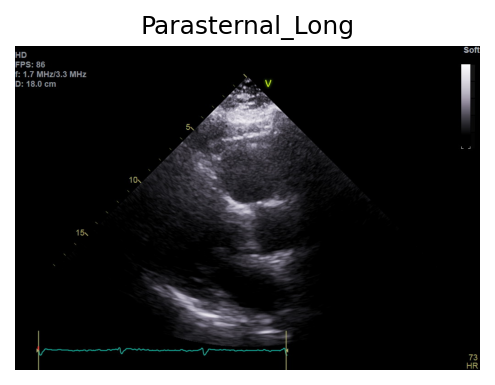 Parasternal_Long
HD
FPS: 86
f: 1.7 MHz/3.3 MHz
D: 18.0 cm
Soft
V
5
10
15
73
HR